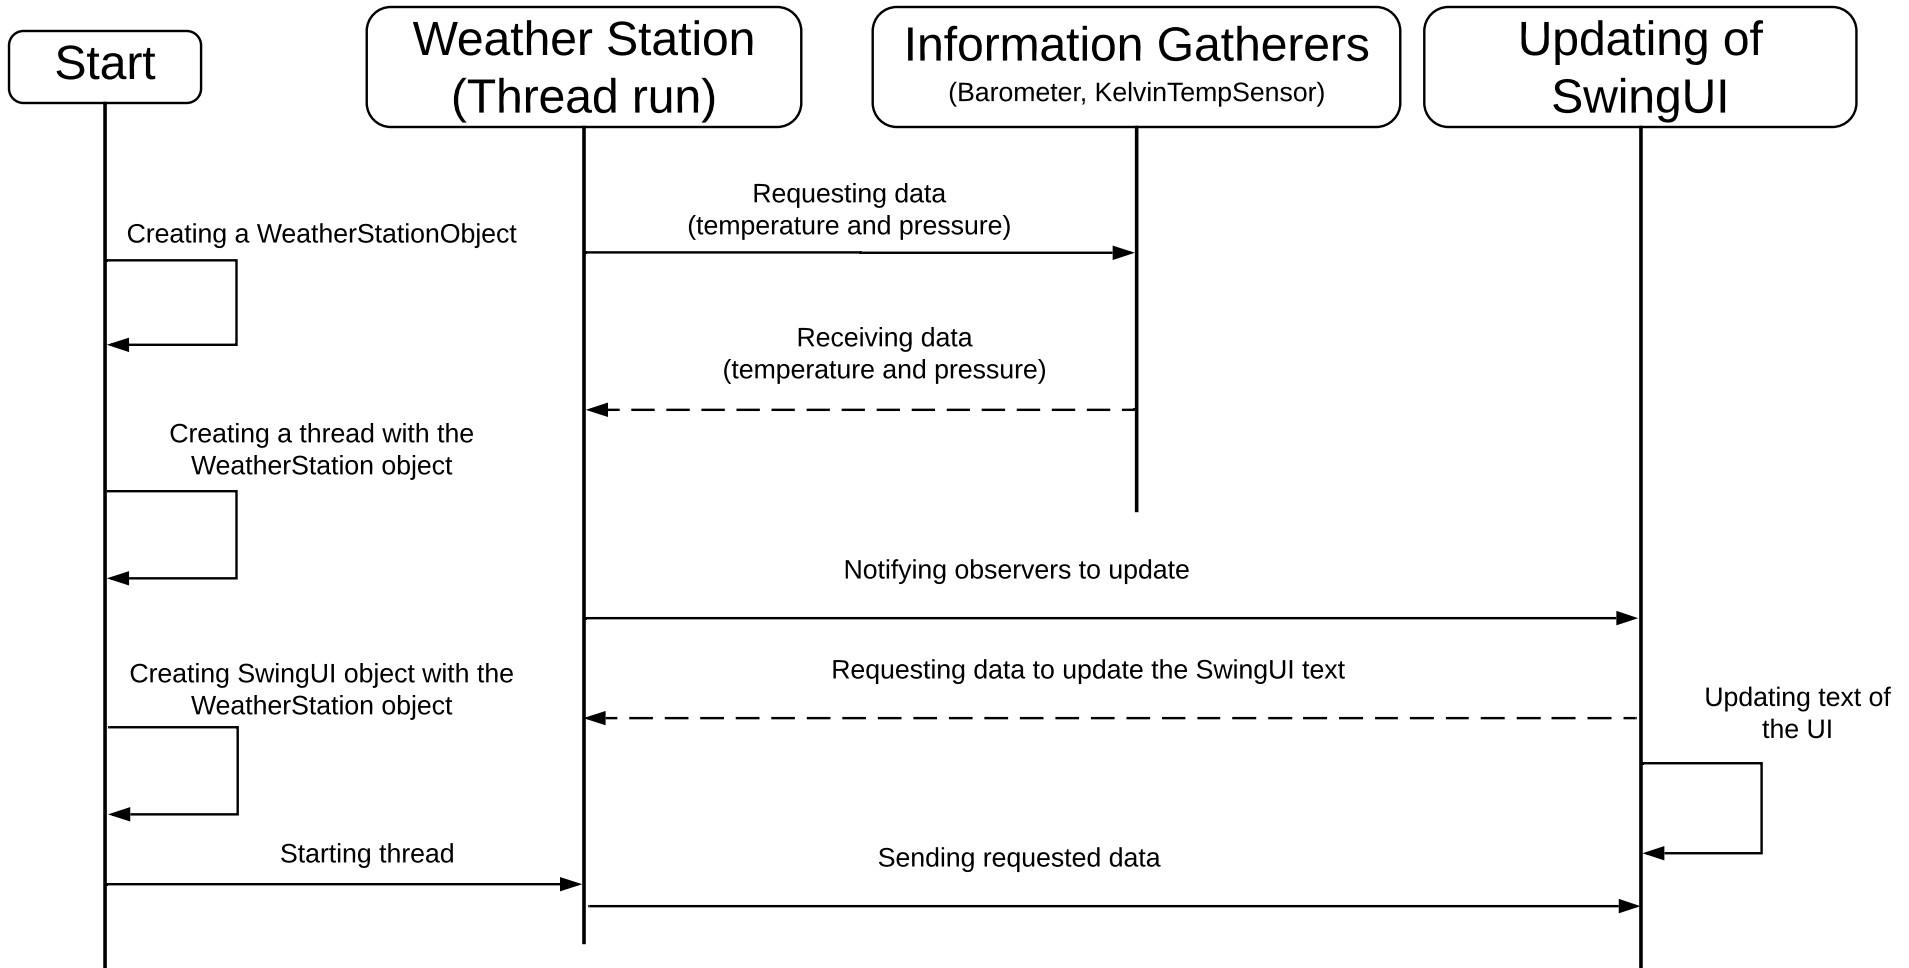 Start
Weather Station
(Thread run)
Information Gatherers
(Barometer, KelvinTempSensor)
Updating of
SwingUI
Requesting data
(temperature and pressure)
Creating a WeatherStationObject
Receiving data
(temperature and pressure)
Creating a thread with the
WeatherStation object
Notifying observers to update
Creating SwingUI object with the
WeatherStation object
Requesting data to update the SwingUI text
Updating text of
the UI
Starting thread
Sending requested data